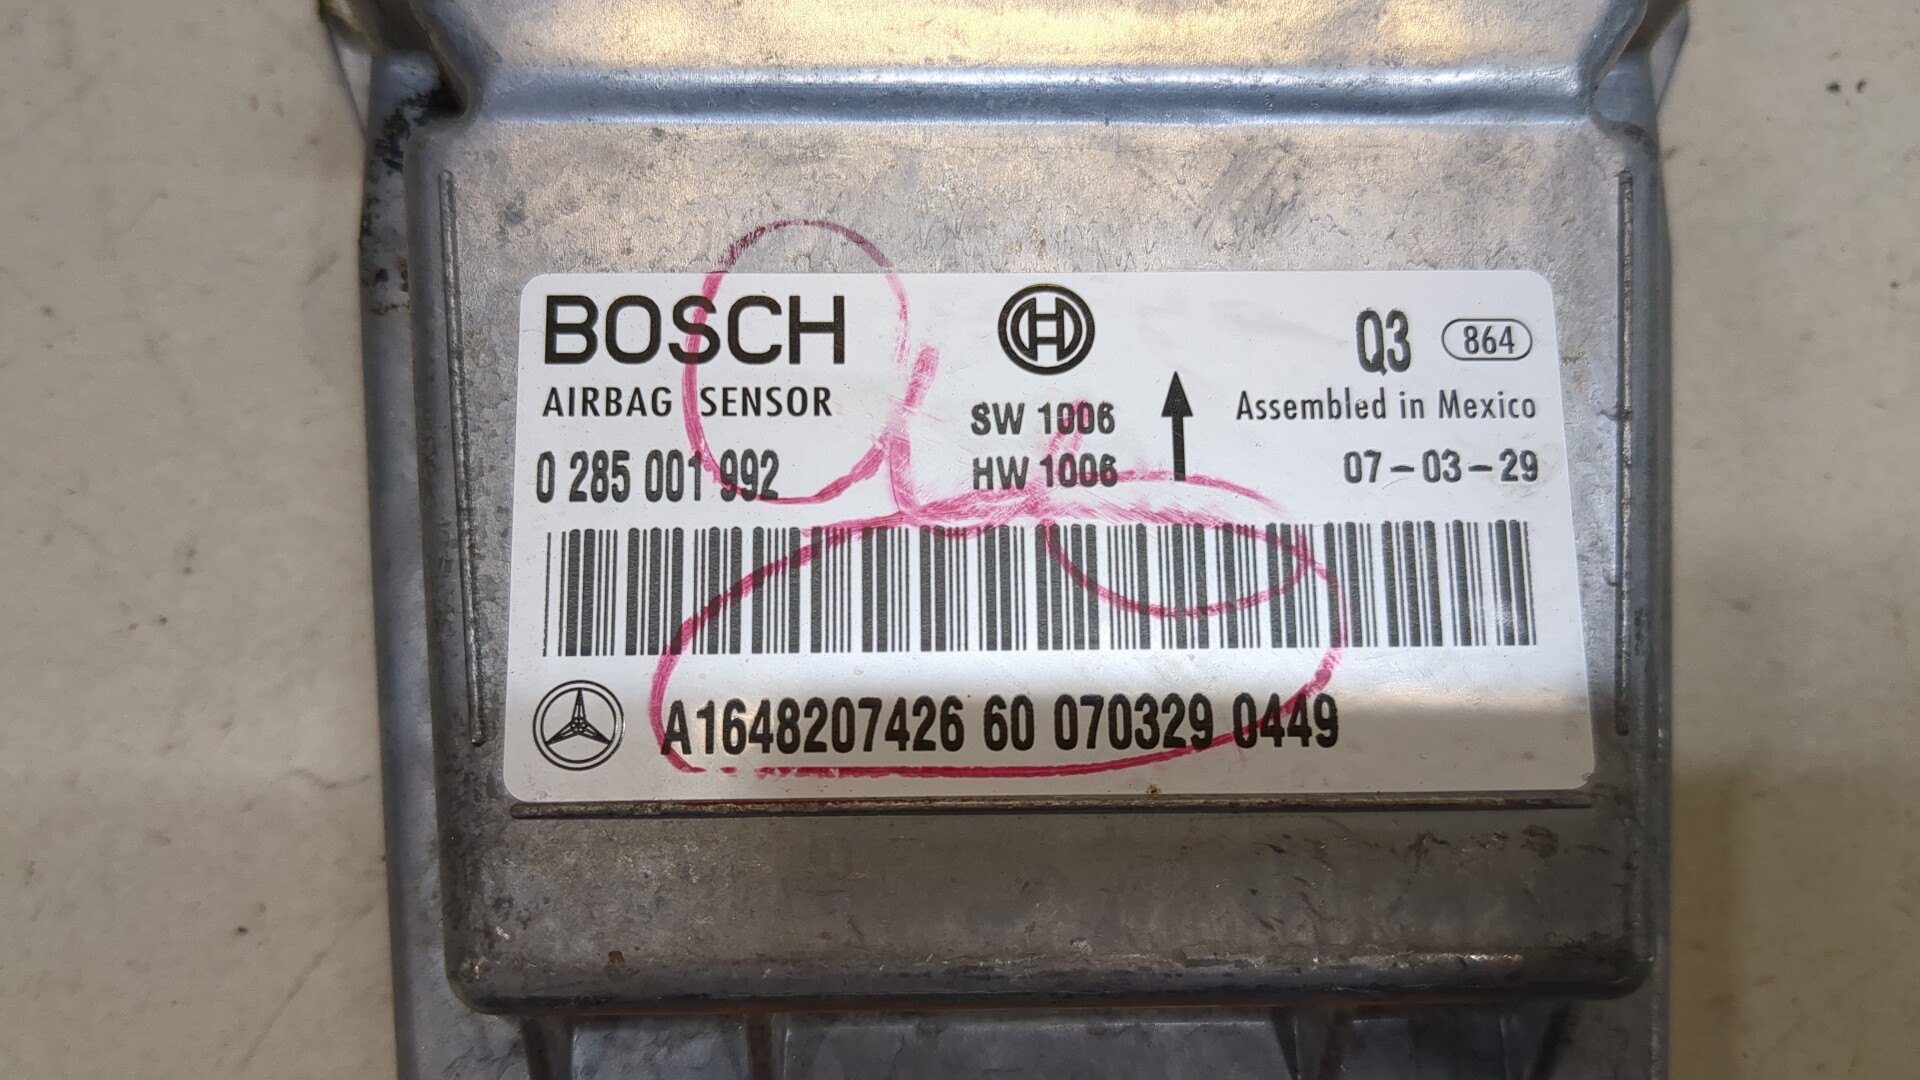 BOSCH
Q3 864
AIRBAG SENSOR
SW 1006
Assembled in Mexico
0 285 001 992
HW 1006
07-03-29
A1648207426 60 070329 0449